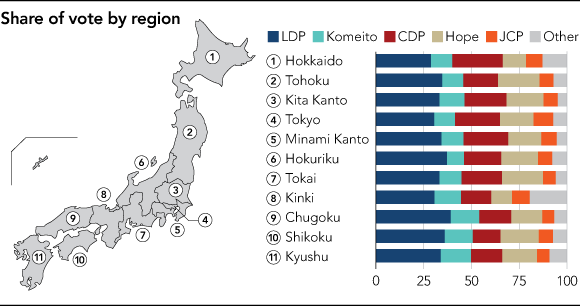 Share of vote by region
LDP Komeito CDP Hope JCP Other
1 Hokkaido
2 Tohoku
3 Kita Kanto
4 Tokyo
5 Minami Kanto
6 Hokuriku
7 Tokai
8 Kinki
9 Chugoku
10 Shikoku
11 Kyushu
0 25 50 75 100
1
2
6
3
8
9
4
7
5
11
10